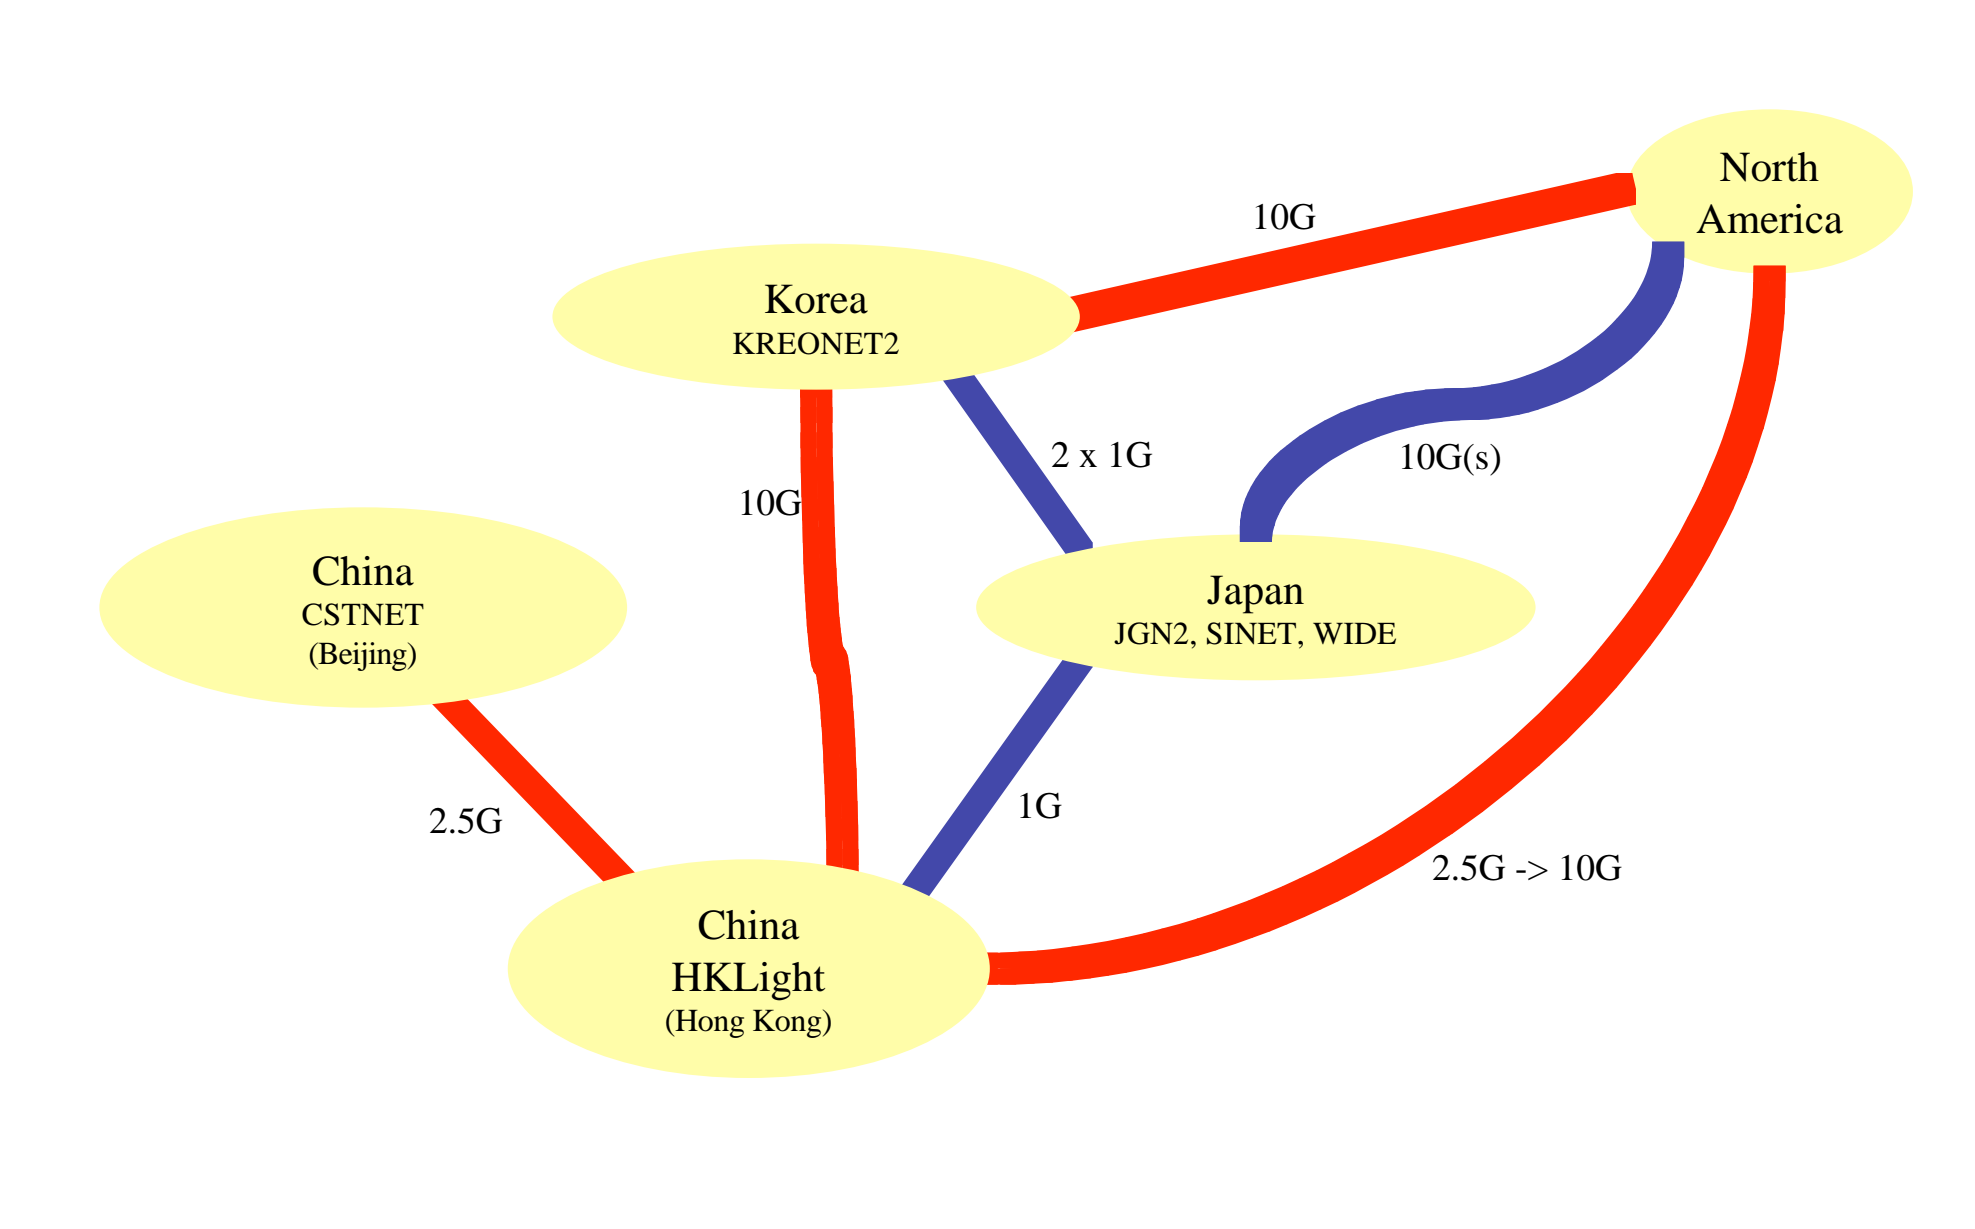 North
America
10G
Korea
KREONET2
2 x 1G
10G(s)
10G
China
CSTNET
(Beijing)
Japan
JGN2, SINET, WIDE
2.5G
1G
2.5G -> 10G
China
HKLight
(Hong Kong)